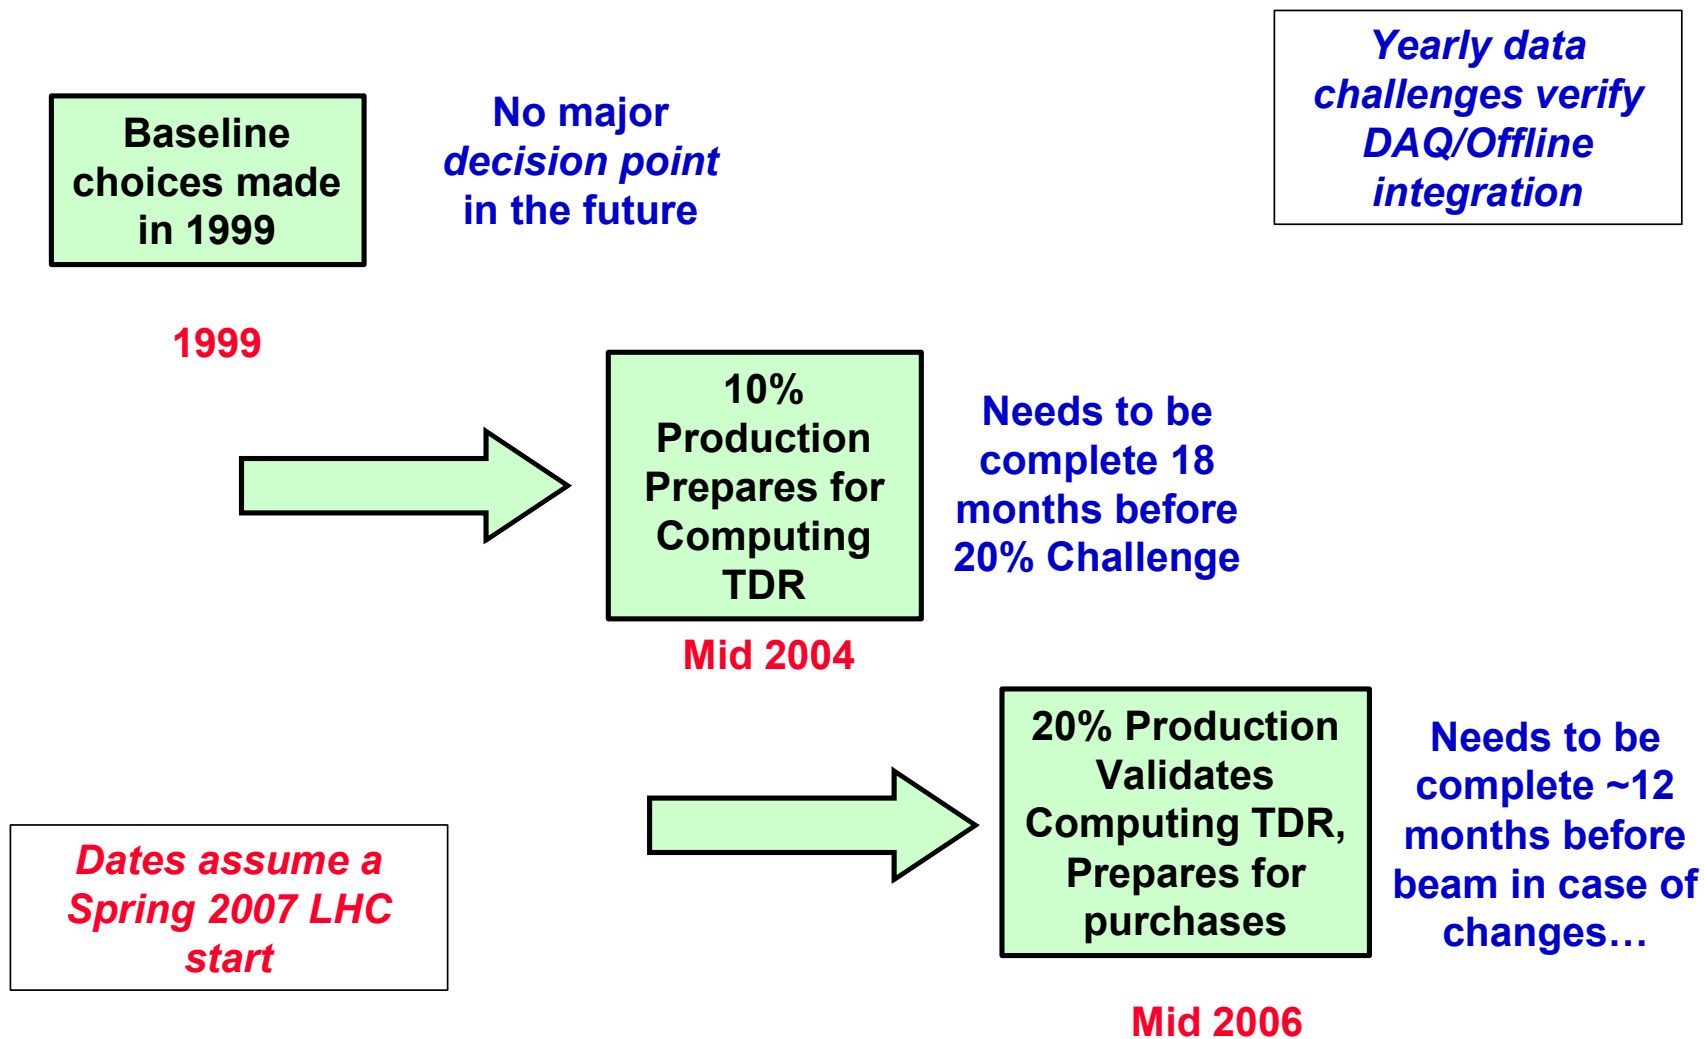 Baseline
choices made
in 1999
No major
decision point
in the future
Yearly data
challenges verify
DAQ/Offline
integration
1999
10%
Production
Prepares for
Computing
TDR
Needs to be
complete 18
months before
20% Challenge
Mid 2004
20% Production
Validates
Computing TDR,
Prepares for
purchases
Needs to be
complete ~12
months before
beam in case of
changes…
Dates assume a
Spring 2007 LHC
start
Mid 2006